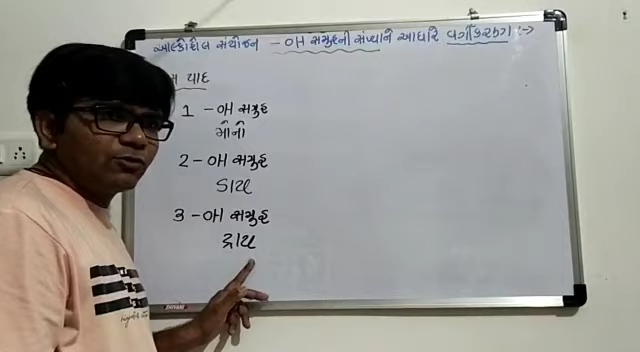 આલ્કોહોલ સંયોજન -OH સમુહની સંખ્યાને આધારે વર્ગીકરણ :->
યાદ
1 -OH સમુહ
મોનો
2 -OH સમુહ
ડાય
3 -OH સમુહ
ટ્રાય